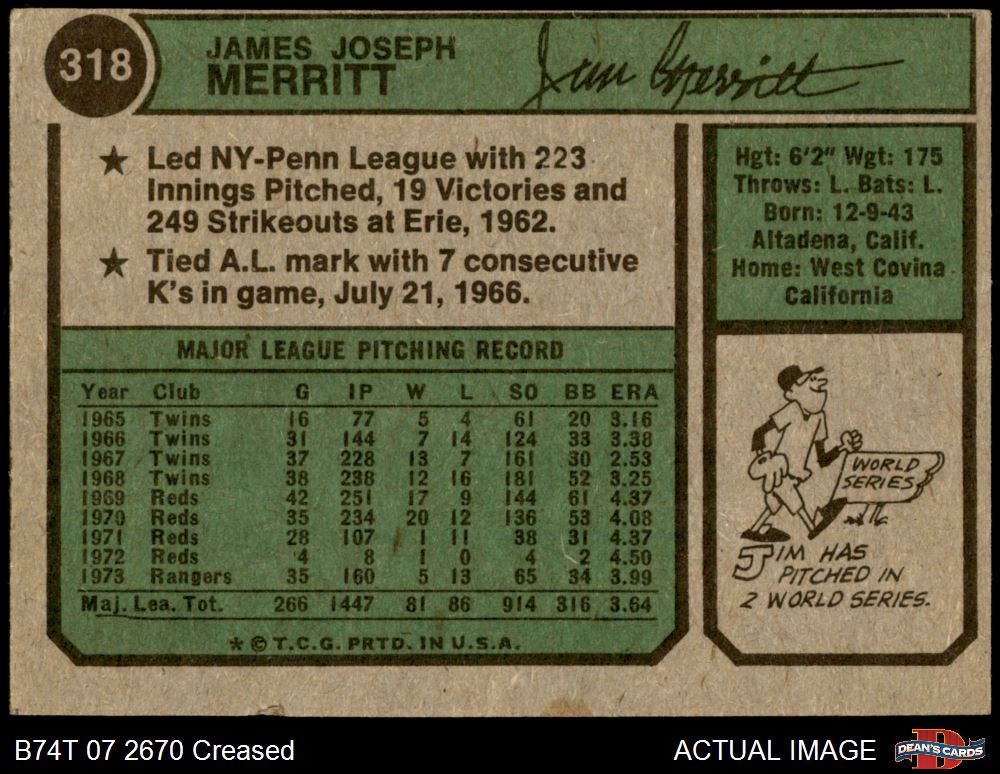 318
JAMES JOSEPH
MERRITT
Jim Merritt
★ Led NY-Penn League with 223
Innings Pitched, 19 Victories and
249 Strikeouts at Erie, 1962.
★ Tied A.L. mark with 7 consecutive
K's in game, July 21, 1966.
Hgt: 6'2" Wgt: 175
Throws: L. Bats: L.
Born: 12-9-43
Altadena, Calif.
Home: West Covina
California
MAJOR LEAGUE PITCHING RECORD
Year Club G IP W L SO BB ERA
1965 Twins 16 77 5 4 61 20 3.16
1966 Twins 31 144 7 14 124 33 3.38
1967 Twins 37 228 13 7 161 30 2.53
1968 Twins 38 238 12 16 181 52 3.25
1969 Reds 42 251 17 9 144 61 4.37
1970 Reds 35 234 20 12 136 53 4.08
1971 Reds 28 107 1 11 38 31 4.37
1972 Reds 4 8 1 0 4 2 4.50
1973 Rangers 35 160 5 13 65 34 3.99
Maj. Lea. Tot. 266 1447 81 86 914 316 3.64
* © T.C.G. PRTD. IN U.S.A.
WORLD
SERIES
JIM HAS
PITCHED IN
2 WORLD SERIES.
B74T 07 2670 Creased
ACTUAL IMAGE
DEAN'S CARDS